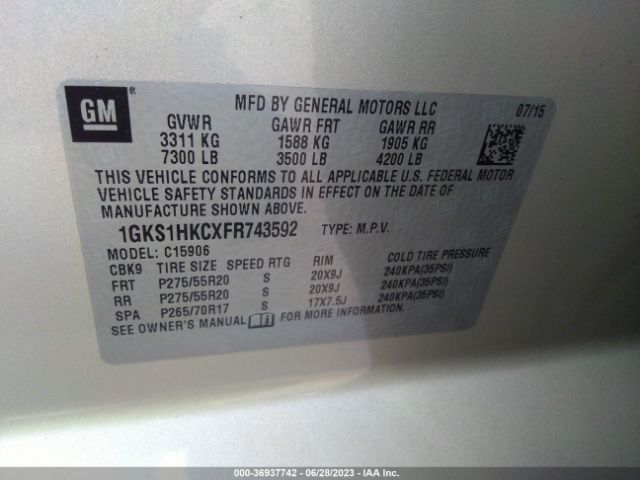 GM
®
MFD BY GENERAL MOTORS LLC 07/15
GVWR GAWR FRT GAWR RR
3311 KG 1588 KG 1905 KG
7300 LB 3500 LB 4200 LB
THIS VEHICLE CONFORMS TO ALL APPLICABLE U.S. FEDERAL MOTOR
VEHICLE SAFETY STANDARDS IN EFFECT ON THE DATE OF
MANUFACTURE SHOWN ABOVE.
1GKS1HKCXFR743592 TYPE: M.P.V.
MODEL: C15906
CBK9 TIRE SIZE SPEED RTG RIM COLD TIRE PRESSURE
FRT P275/55R20 S 20X9J 240KPA(35PSI)
RR P275/55R20 S 20X9J 240KPA(35PSI)
SPA P265/70R17 S 17X7.5J 240KPA(35PSI)
SEE OWNER'S MANUAL FOR MORE INFORMATION.
000-36937742 - 06/28/2023 - IAA Inc.